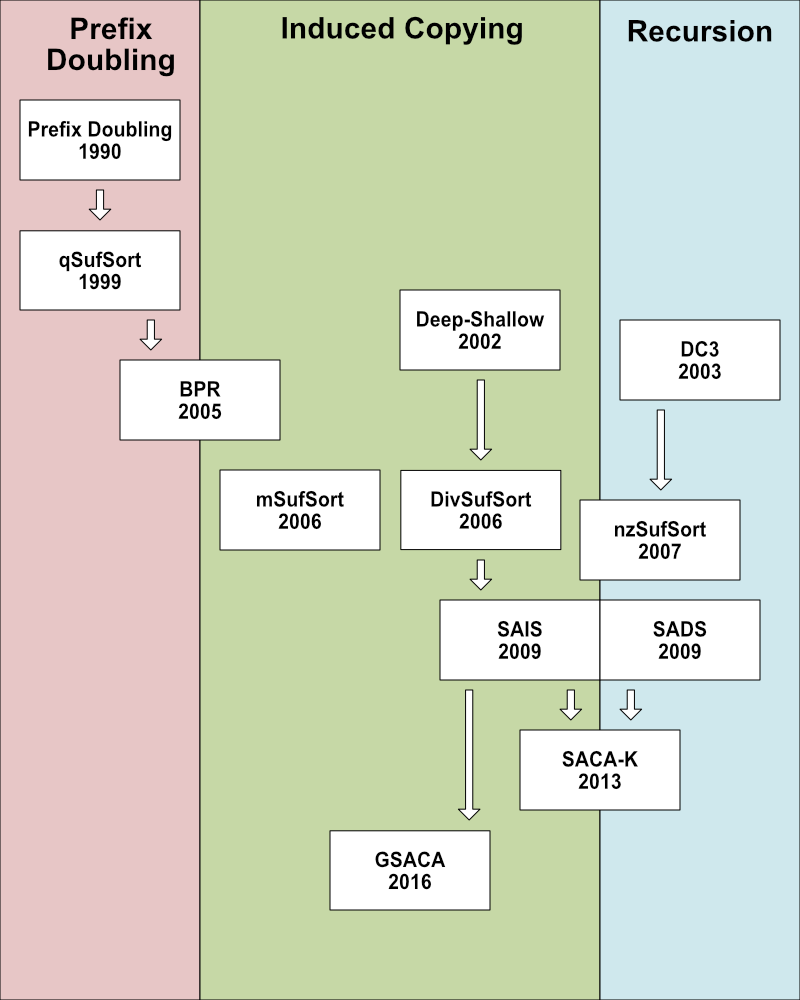 Prefix
Doubling
Induced Copying
Recursion
Prefix Doubling
1990
qSufSort
1999
Deep-Shallow
2002
DC3
2003
BPR
2005
mSufSort
2006
DivSufSort
2006
nzSufSort
2007
SAIS
2009
SADS
2009
SACA-K
2013
GSACA
2016